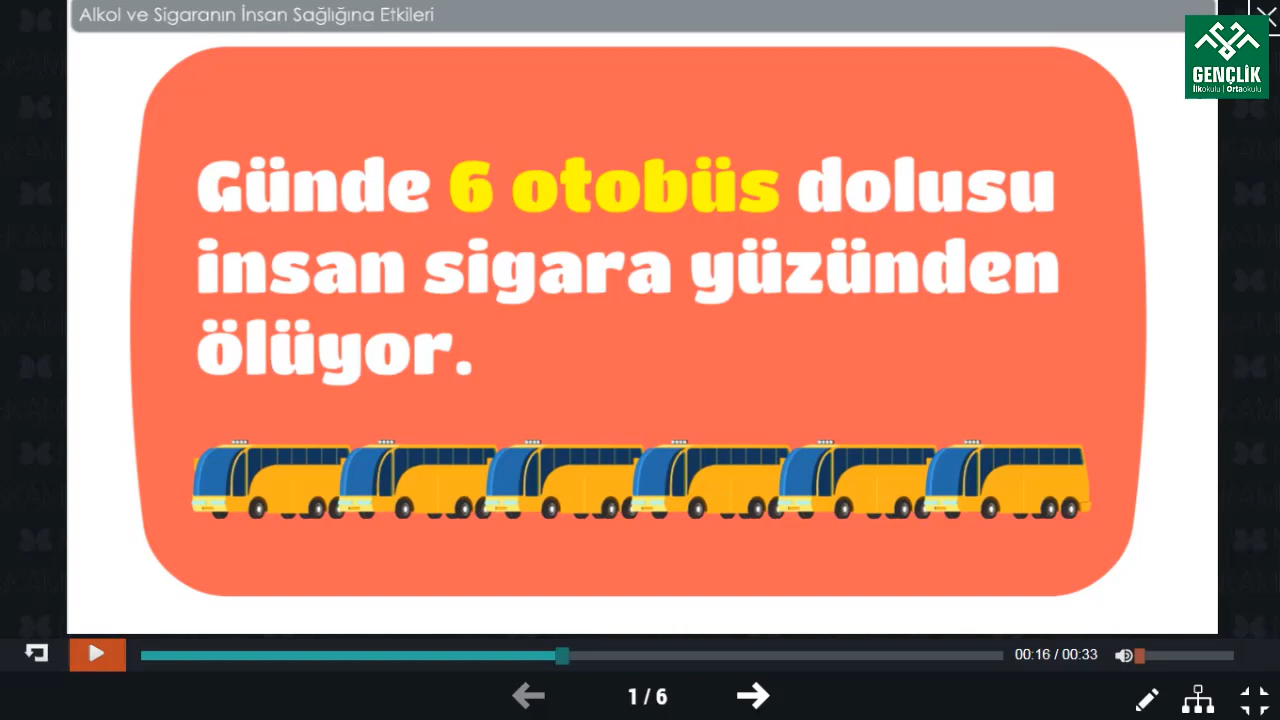 Alkol ve Sigaranın İnsan Sağlığına Etkileri
GENÇLİK
İlkokulu | Ortaokulu
Günde 6 otobüs dolusu
insan sigara yüzünden
ölüyor.
00:16 / 00:33
1 / 6